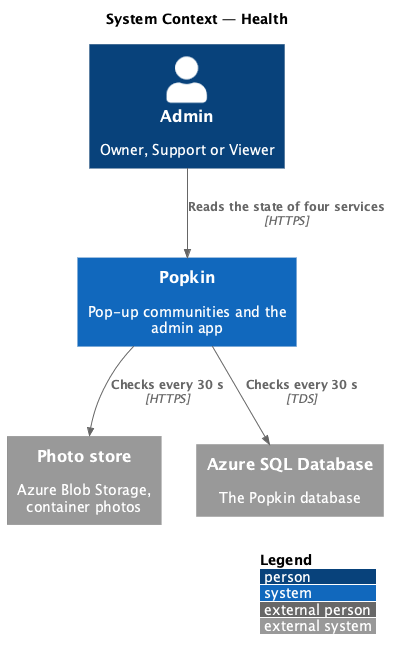 System Context — Health
Admin
Owner, Support or Viewer
Reads the state of four services
[HTTPS]
Popkin
Pop-up communities and the
admin app
Checks every 30 s
[HTTPS]
Checks every 30 s
[TDS]
Photo store
Azure Blob Storage,
container photos
Azure SQL Database
The Popkin database
Legend
person
system
external person
external system